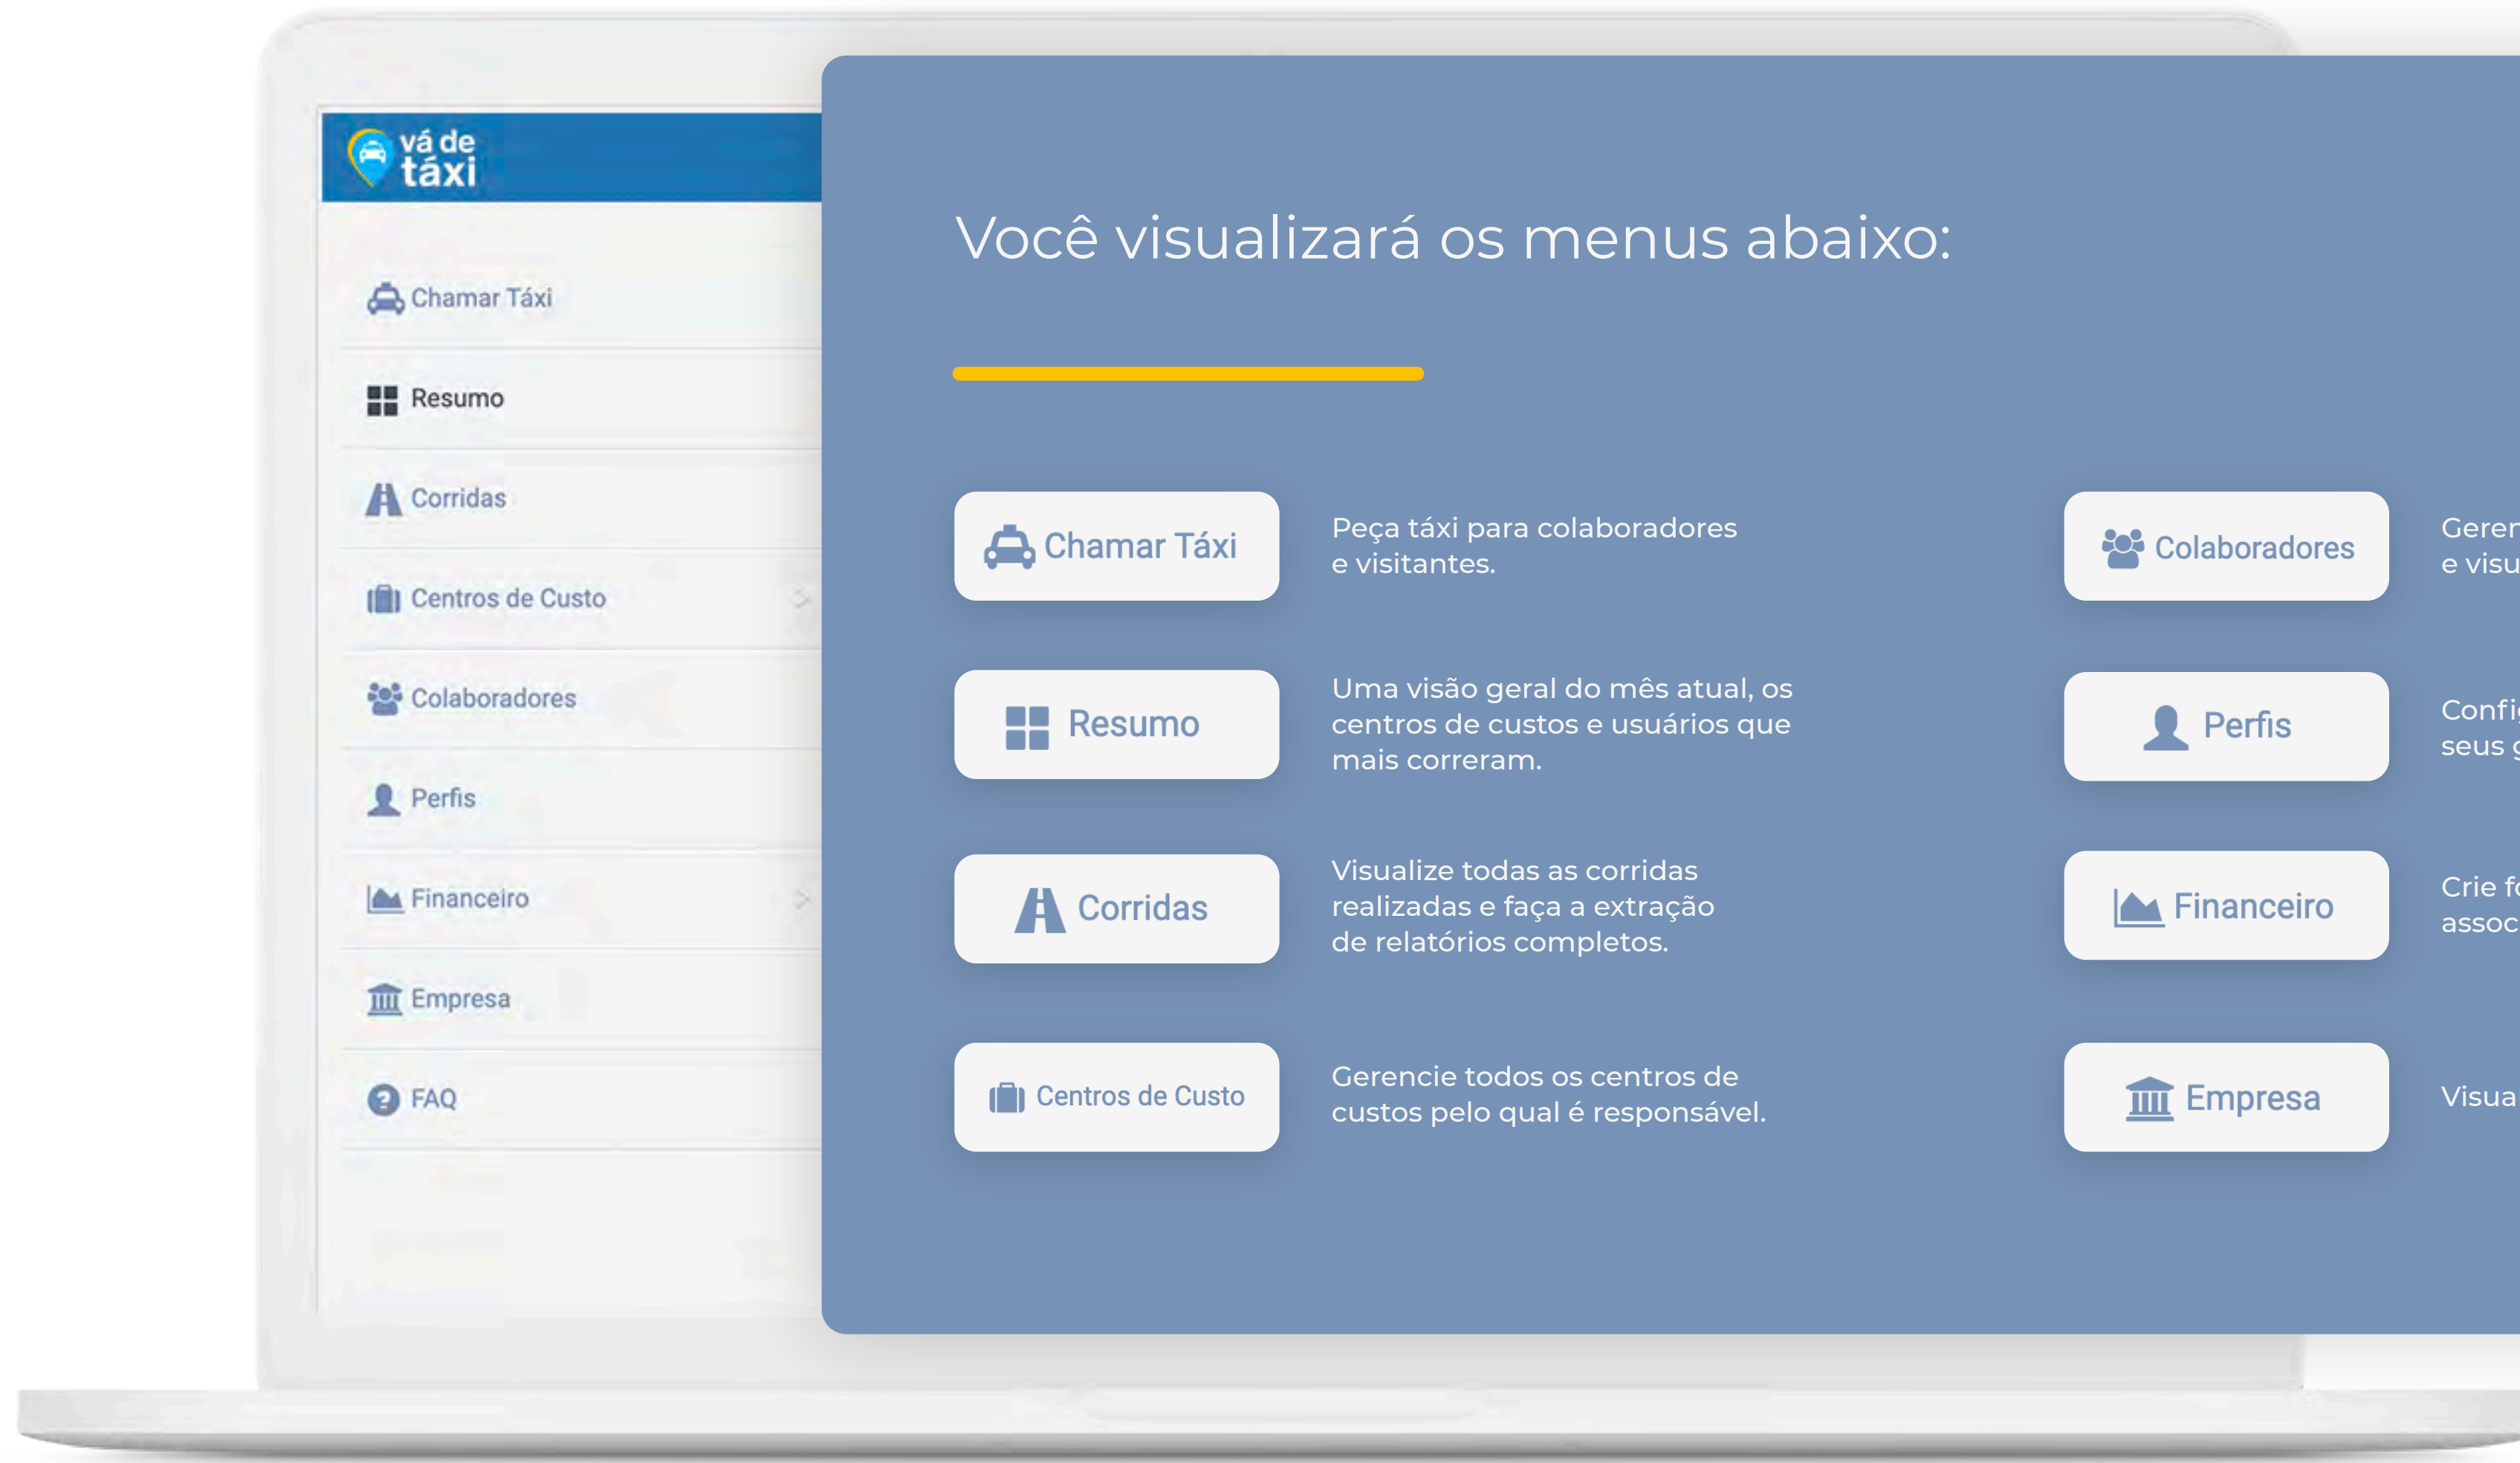 vá de
táxi
Chamar Táxi
Resumo
Corridas
Centros de Custo
Colaboradores
Perfis
Financeiro
Empresa
FAQ
Você visualizará os menus abaixo:
Chamar Táxi
Peça táxi para colaboradores
e visitantes.
Resumo
Uma visão geral do mês atual, os
centros de custos e usuários que
mais correram.
Corridas
Visualize todas as corridas
realizadas e faça a extração
de relatórios completos.
Centros de Custo
Gerencie todos os centros de
custos pelo qual é responsável.
Colaboradores
e
Perfis
seus
Financeiro
Crie
Empresa